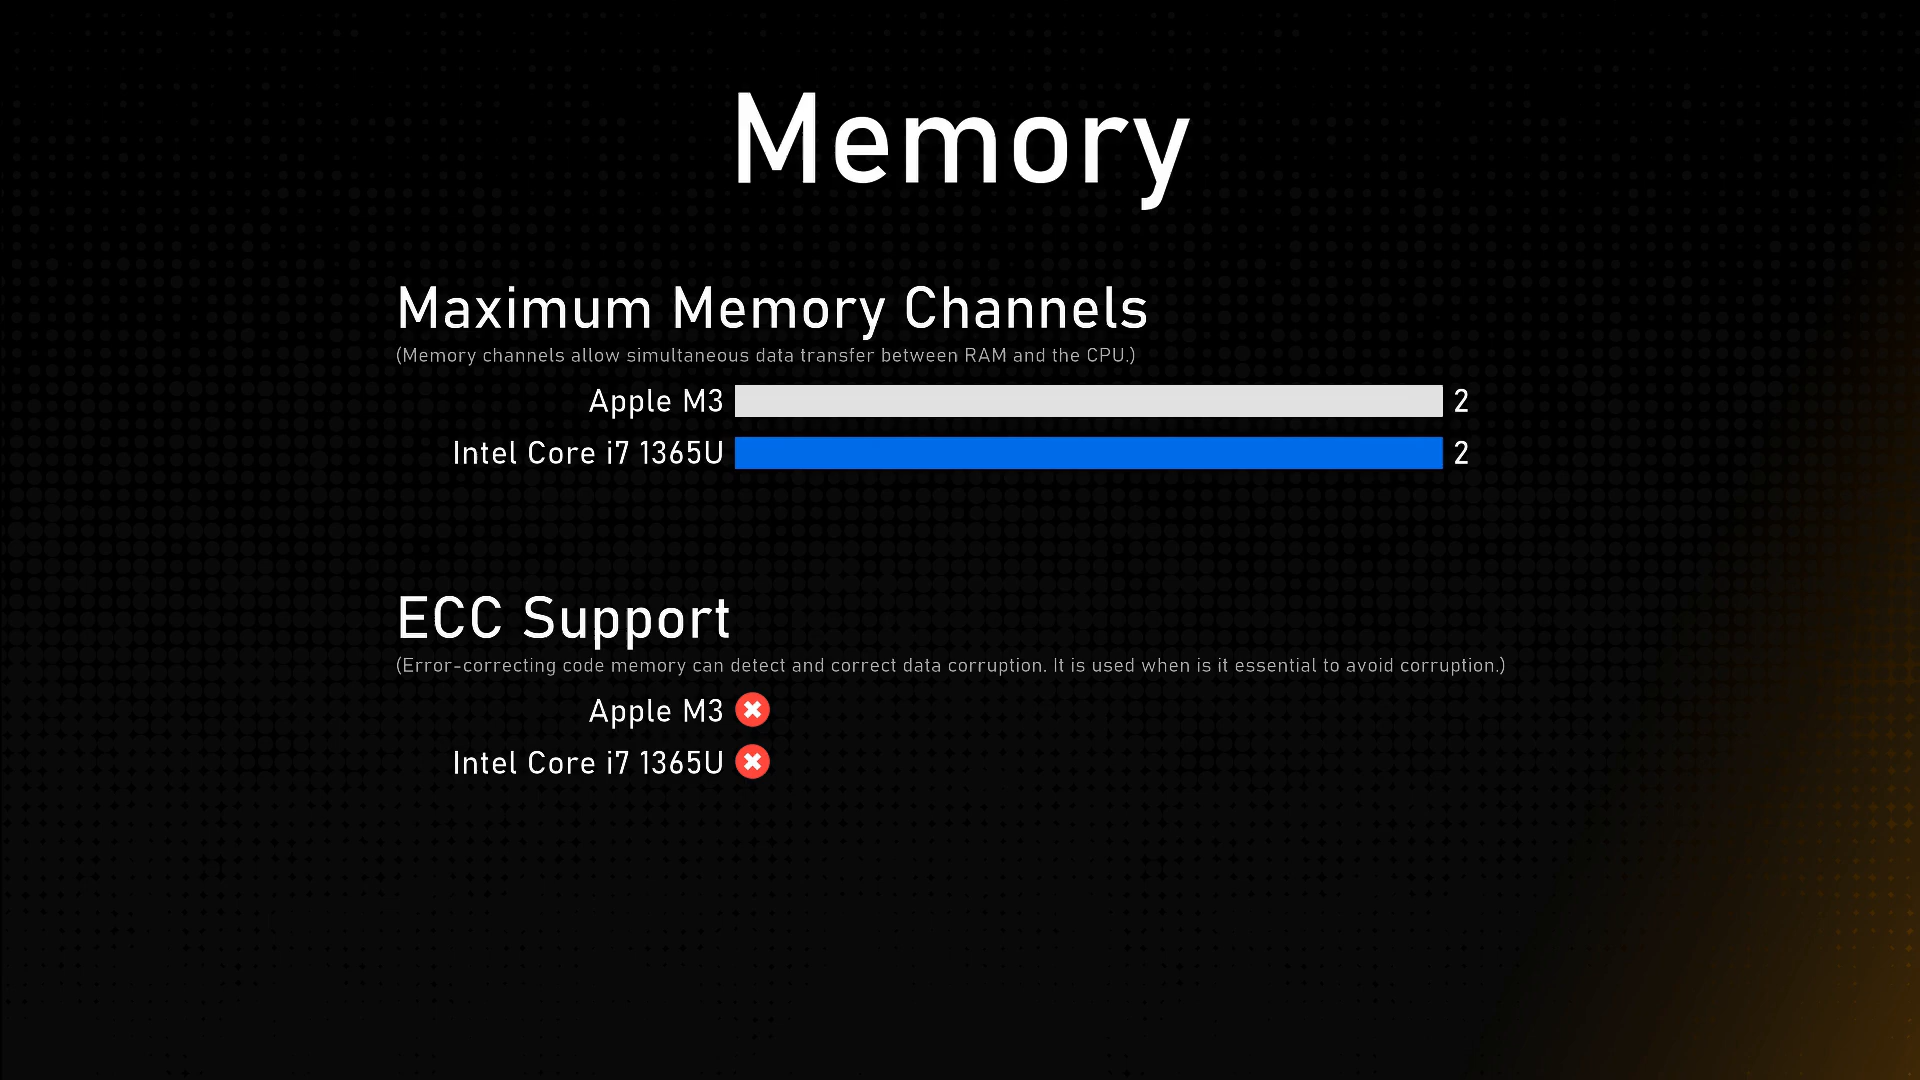 Memory
Maximum Memory Channels
(Memory channels allow simultaneous data transfer between RAM and the CPU.)
Apple M3 2
Intel Core i7 1365U 2
ECC Support
(Error-correcting code memory can detect and correct data corruption. It is used when is it essential to avoid corruption.)
Apple M3
Intel Core i7 1365U